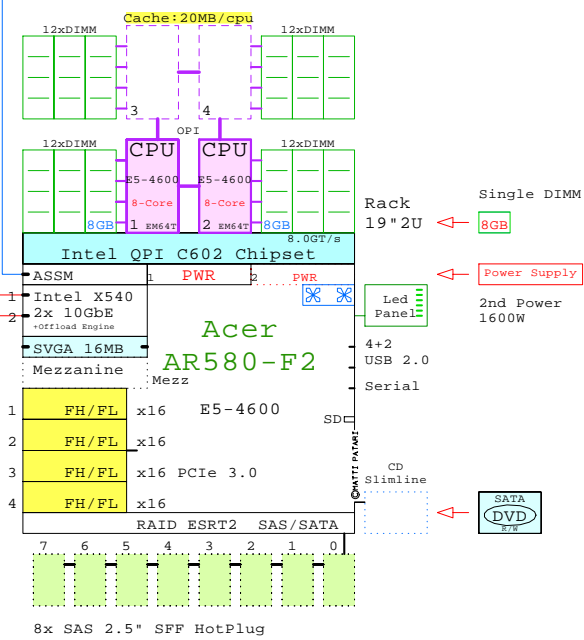 Cache:20MB/cpu
12xDIMM
12xDIMM
3
4
QPI
12xDIMM
12xDIMM
CPU
CPU
E5-4600
E5-4600
8-Core
8-Core
8GB
1 EM64T
2 EM64T
8GB
Rack
19"2U
Single DIMM
8GB
8.0GT/s
Intel QPI C602 Chipset
ASSM
1 PWR
2 PWR
Power Supply
1 Intel X540
2 2x 10GbE
+Offload Engine
Led
Panel
2nd Power
1600W
Acer
AR580-F2
SVGA 16MB
4+2
USB 2.0
Mezzanine
Mezz
Serial
1 FH/FL x16
E5-4600
SD
2 FH/FL x16
3 FH/FL x16 PCIe 3.0
4 FH/FL x16
©MATTI PATARI
CD
Slimline
SATA
DVD
R/W
RAID ESRT2 SAS/SATA
7 6 5 4 3 2 1 0
8x SAS 2.5" SFF HotPlug